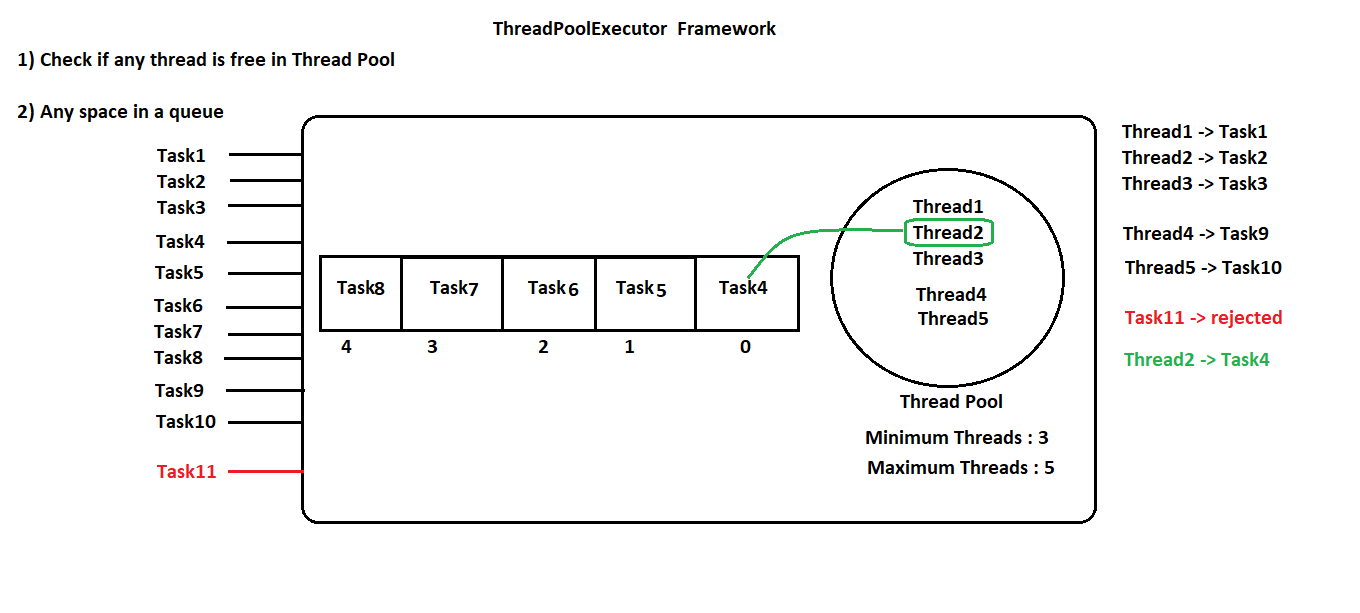 ThreadPoolExecutor Framework
1) Check if any thread is free in Thread Pool
2) Any space in a queue
Task1
Task2
Task3
Task4
Task5
Task6
Task7
Task8
Task9
Task10
Task11
Task8 Task7 Task6 Task5 Task4
4 3 2 1 0
Thread1
Thread2
Thread3
Thread4
Thread5
Thread Pool
Minimum Threads : 3
Maximum Threads : 5
Thread1 -> Task1
Thread2 -> Task2
Thread3 -> Task3
Thread4 -> Task9
Thread5 -> Task10
Task11 -> rejected
Thread2 -> Task4